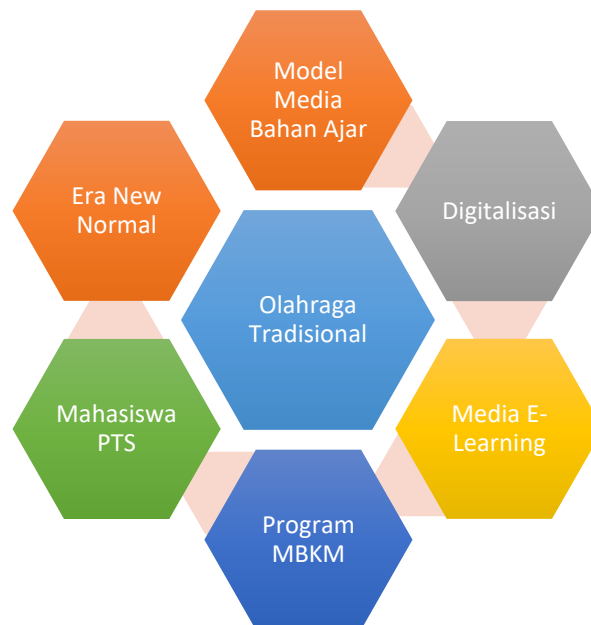 Model
Media
Bahan Ajar
Era New
Normal
Digitalisasi
Olahraga
Tradisional
Mahasiswa
PTS
Media E-
Learning
Program
MBKM